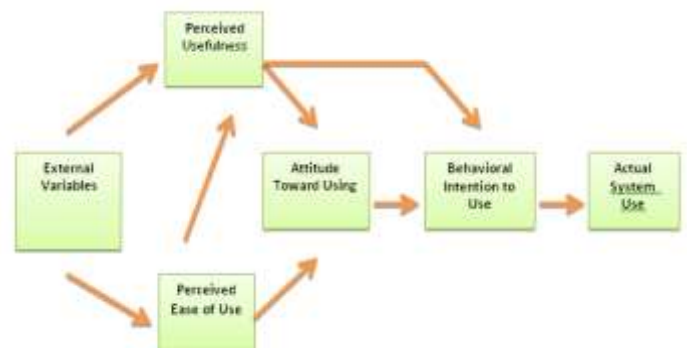 Perceived
Usefulness
External
Variables
Attitude
Toward Using
Behavioral
Intention to
Use
Actual
System
Use
Perceived
Ease of Use